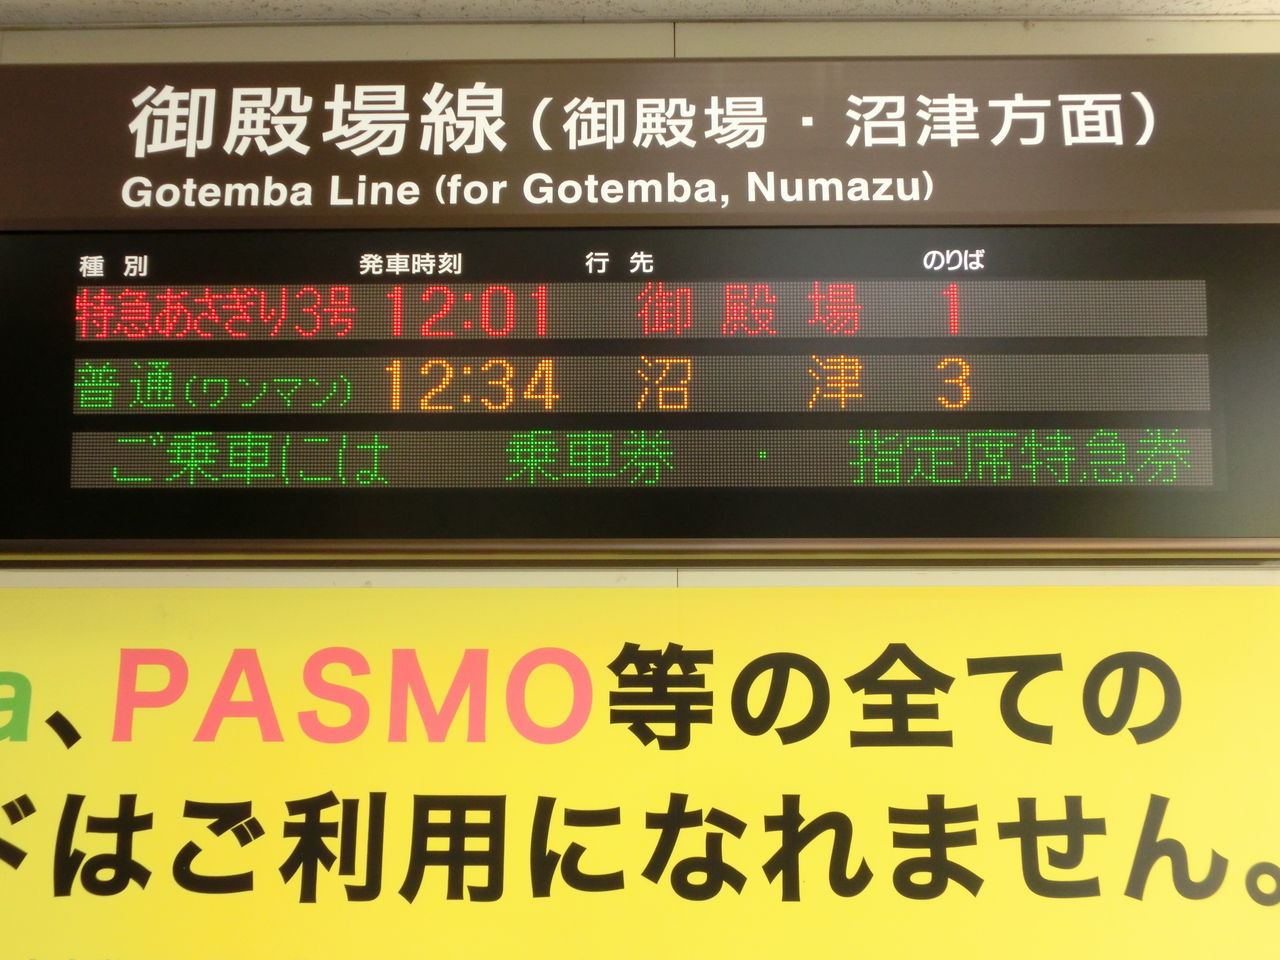 御殿場線(御殿場・沼津方面)
Gotemba Line (for Gotemba, Numazu)
種別 発車時刻 行先 のりば
特急あさぎり3号 12:01 御殿場 1
普通(ワンマン) 12:34 沼津 3
ご乗車には 乗車券 ・ 指定席特急券
a、PASMO等の全ての
ドはご利用になれません。